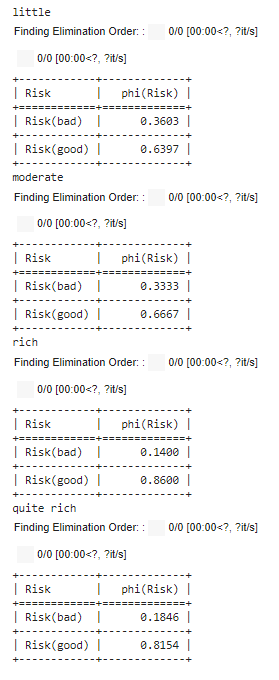 little
Finding Elimination Order: : 0/0 [00:00<?, ?it/s]
0/0 [00:00<?, ?it/s]
+------------+-------------+
| Risk       |   phi(Risk) |
+============+=============+
| Risk(bad)  |      0.3603 |
+------------+-------------+
| Risk(good) |      0.6397 |
+------------+-------------+
moderate
Finding Elimination Order: : 0/0 [00:00<?, ?it/s]
0/0 [00:00<?, ?it/s]
+------------+-------------+
| Risk       |   phi(Risk) |
+============+=============+
| Risk(bad)  |      0.3333 |
+------------+-------------+
| Risk(good) |      0.6667 |
+------------+-------------+
rich
Finding Elimination Order: : 0/0 [00:00<?, ?it/s]
0/0 [00:00<?, ?it/s]
+------------+-------------+
| Risk       |   phi(Risk) |
+============+=============+
| Risk(bad)  |      0.1400 |
+------------+-------------+
| Risk(good) |      0.8600 |
+------------+-------------+
quite rich
Finding Elimination Order: : 0/0 [00:00<?, ?it/s]
0/0 [00:00<?, ?it/s]
+------------+-------------+
| Risk       |   phi(Risk) |
+============+=============+
| Risk(bad)  |      0.1846 |
+------------+-------------+
| Risk(good) |      0.8154 |
+------------+-------------+